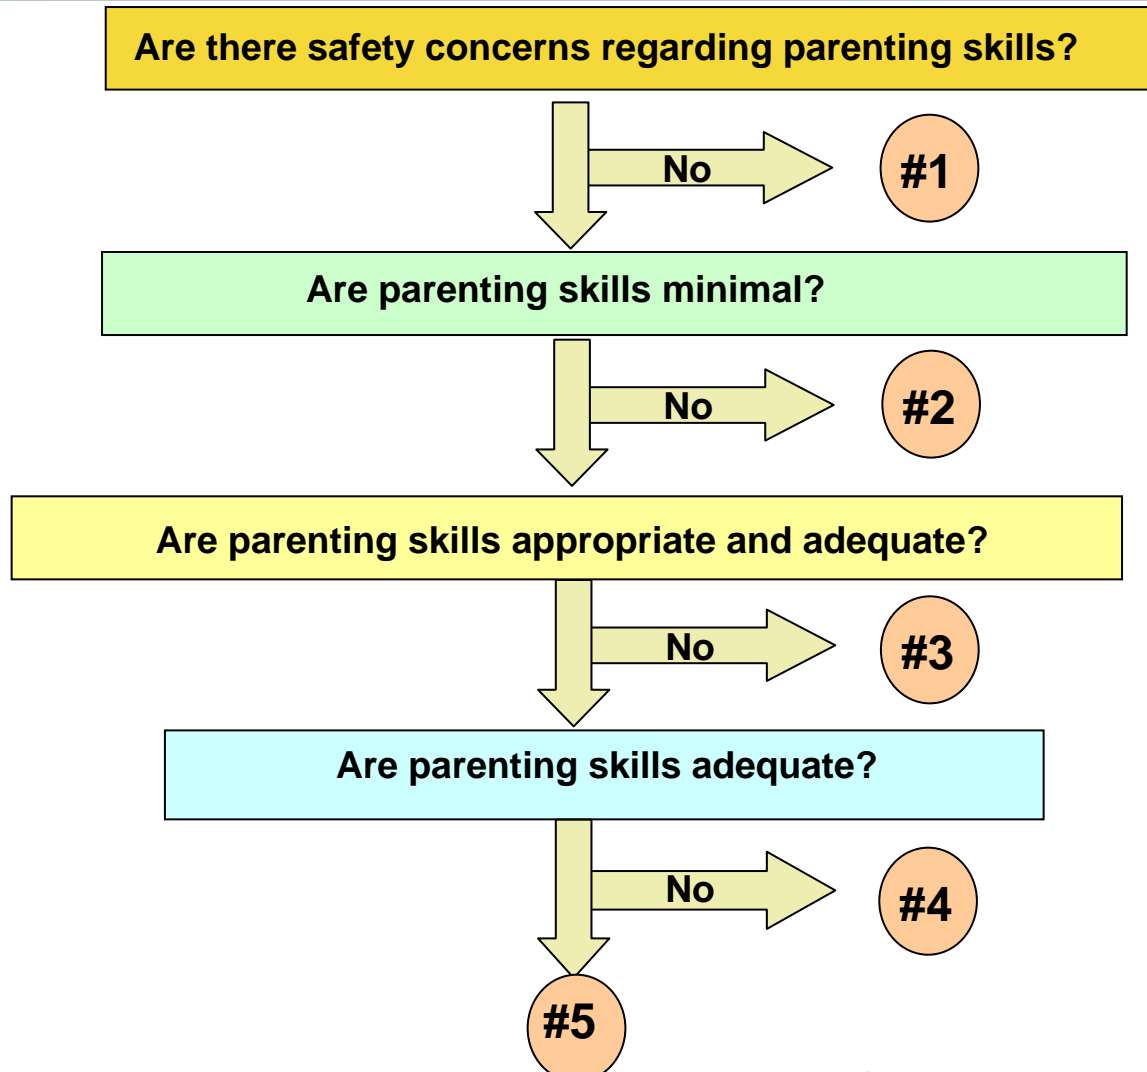 Are there safety concerns regarding parenting skills?
No
#1
Are parenting skills minimal?
No
#2
Are parenting skills appropriate and adequate?
No
#3
Are parenting skills adequate?
No
#4
#5